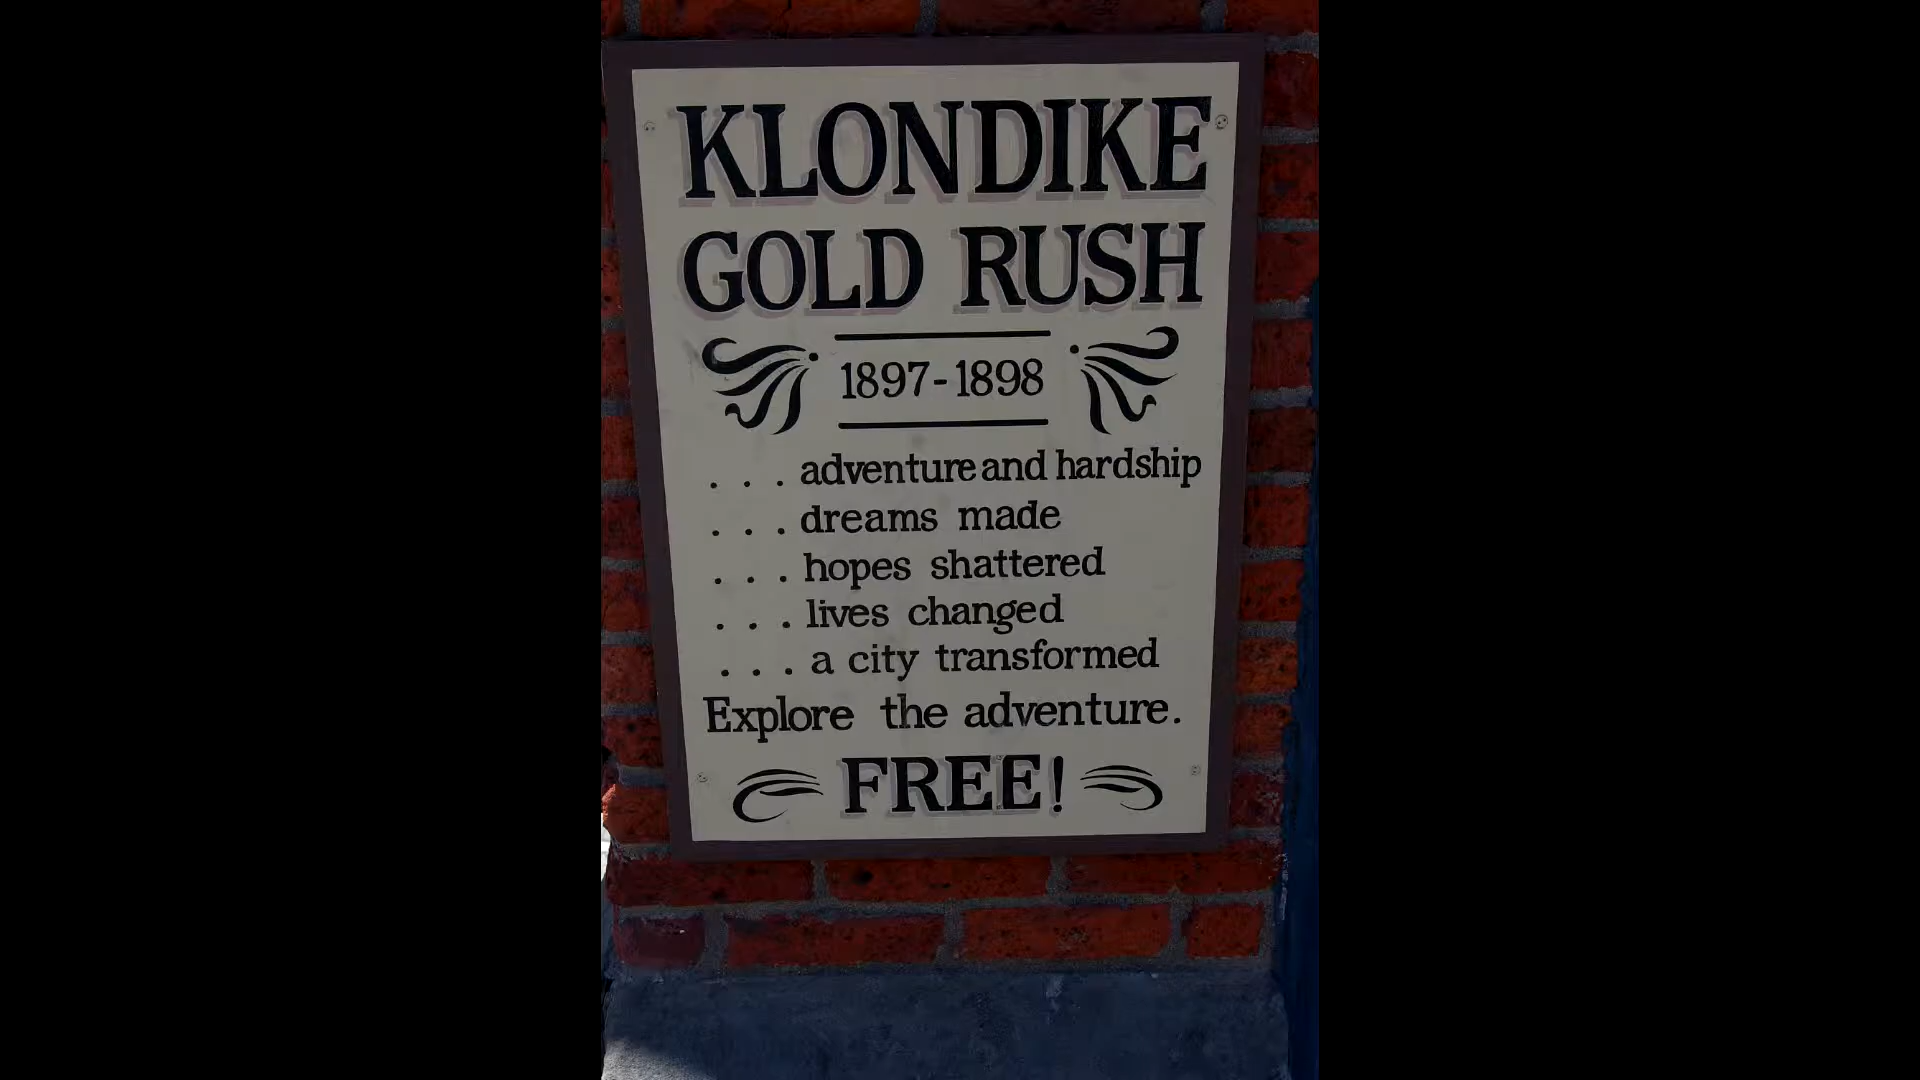 KLONDIKE
GOLD RUSH
1897-1898
. . . adventure and hardship
. . . dreams made
. . . hopes shattered
. . . lives changed
. . . a city transformed
Explore the adventure.
FREE!